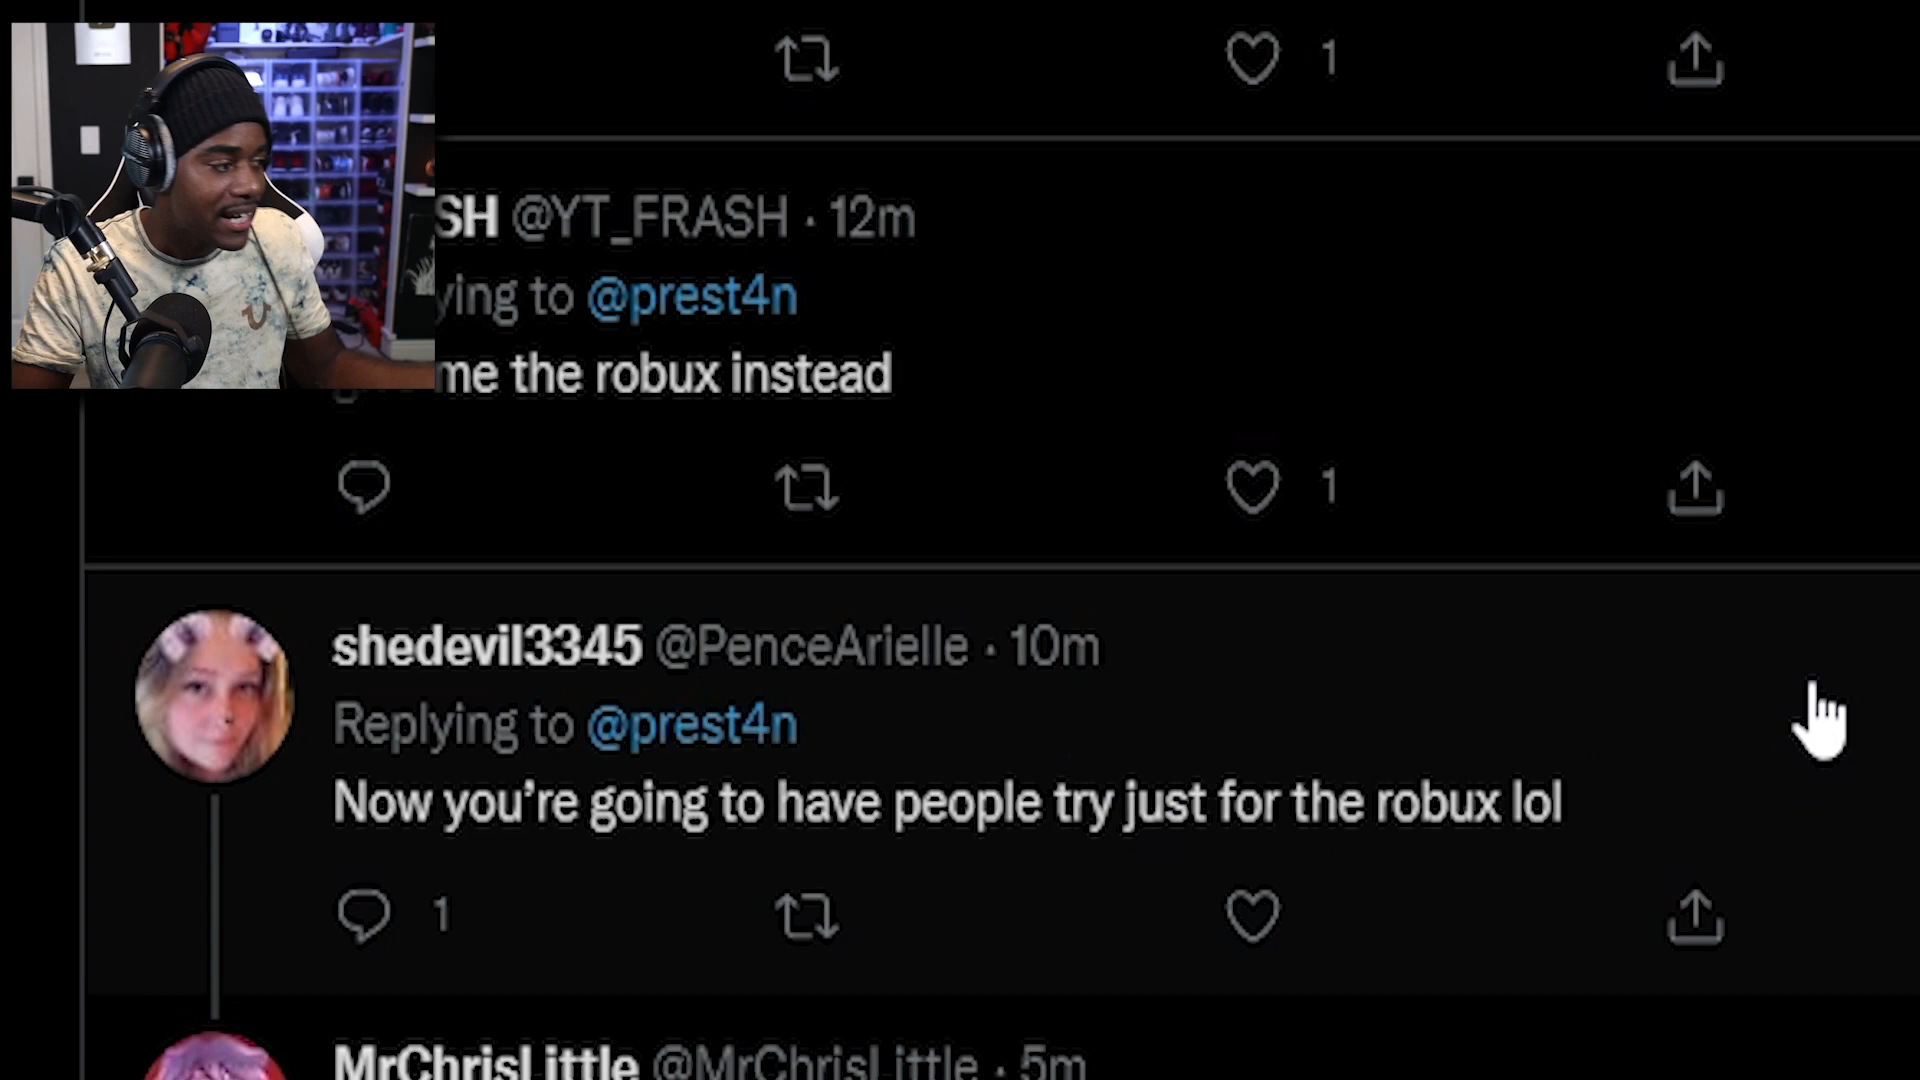 1
SH @YT_FRASH · 12m
ying to @prest4n
me the robux instead
1
shedevil3345 @PenceArielle · 10m
Replying to @prest4n
Now you're going to have people try just for the robux lol
1
MrChrisLittle @MrChrisLittle · 5m